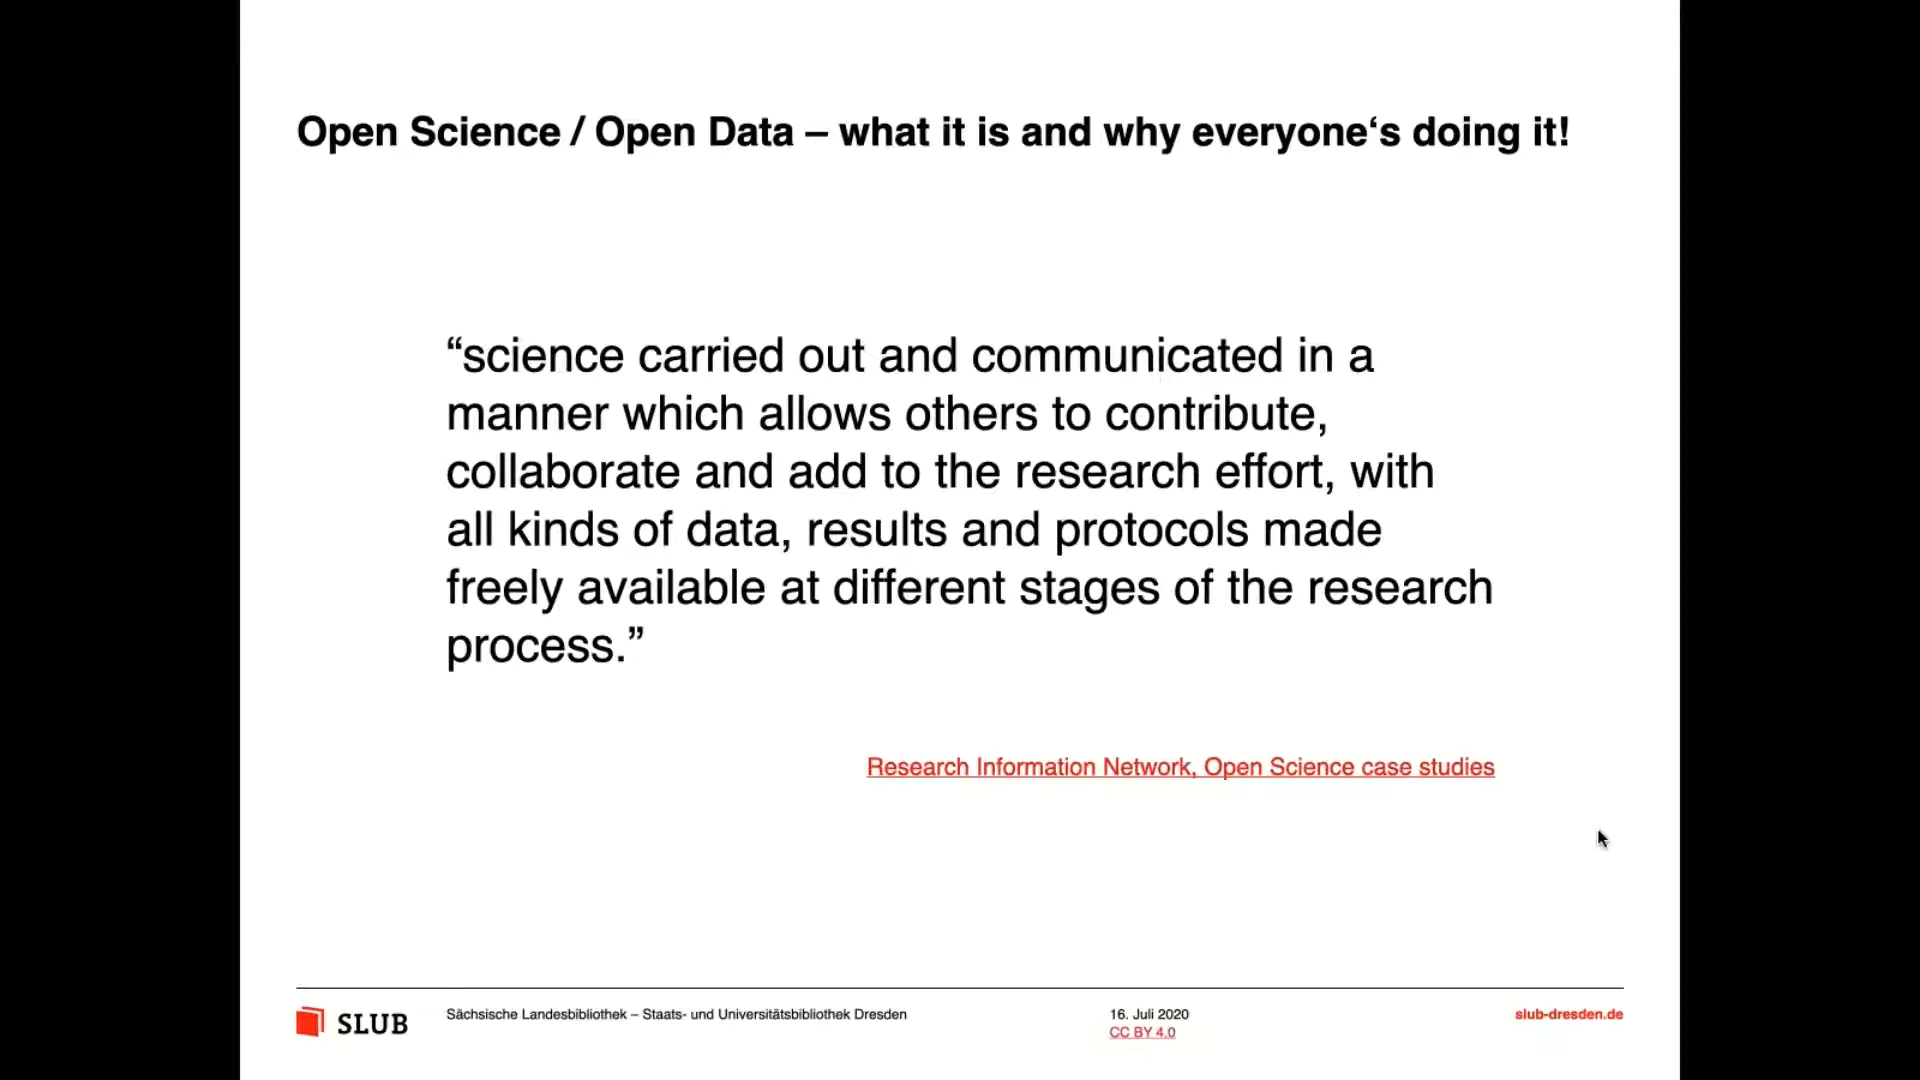 Open Science / Open Data – what it is and why everyone‘s doing it!
“science carried out and communicated in a
manner which allows others to contribute,
collaborate and add to the research effort, with
all kinds of data, results and protocols made
freely available at different stages of the research
process.”
Research Information Network, Open Science case studies
SLUB
Sächsische Landesbibliothek – Staats- und Universitätsbibliothek Dresden
16. Juli 2020
CC BY 4.0
slub-dresden.de